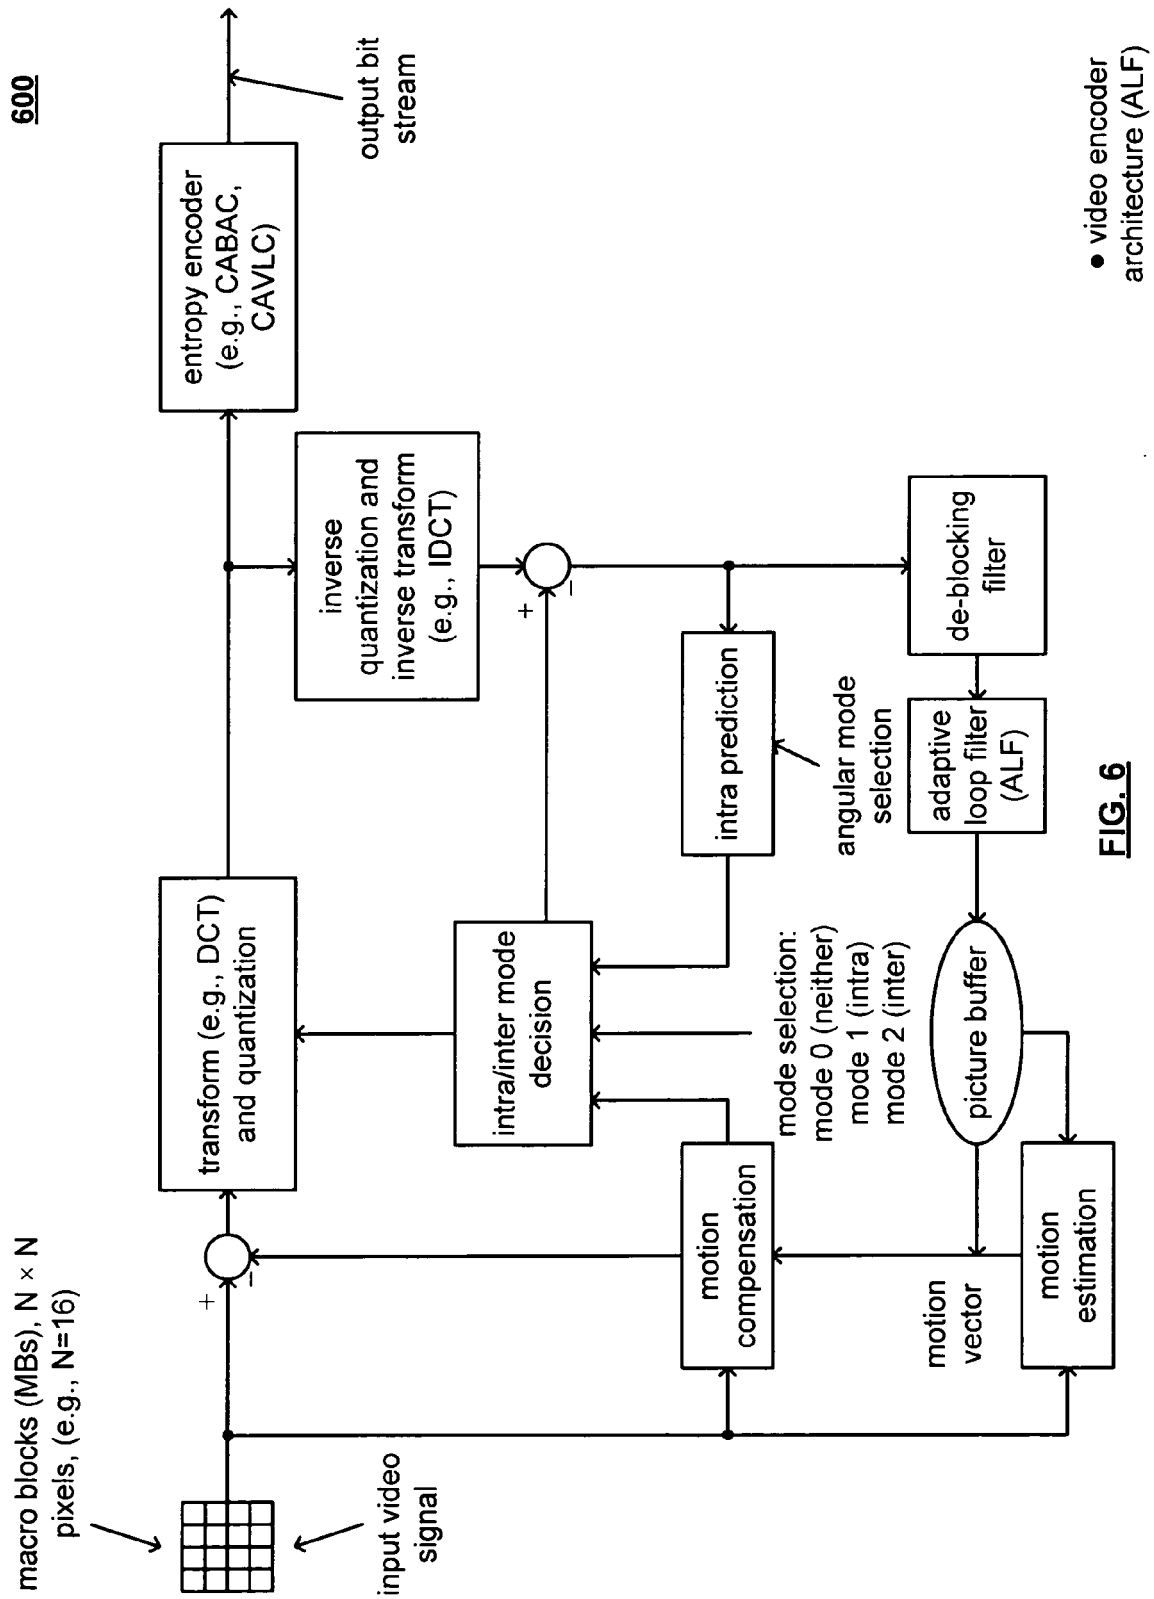 600
macro blocks (MBs), N × N
pixels, (e.g., N=16)
input video
signal
+
−
transform (e.g., DCT)
and quantization
entropy encoder
(e.g., CABAC,
CAVLC)
output bit
stream
inverse
quantization and
inverse transform
(e.g., IDCT)
+
−
intra/inter mode
decision
motion
compensation
intra prediction
angular mode
selection
mode selection:
mode 0 (neither)
mode 1 (intra)
mode 2 (inter)
motion
vector
motion
estimation
picture buffer
adaptive
loop filter
(ALF)
de-blocking
filter
● video encoder
architecture (ALF)
FIG. 6